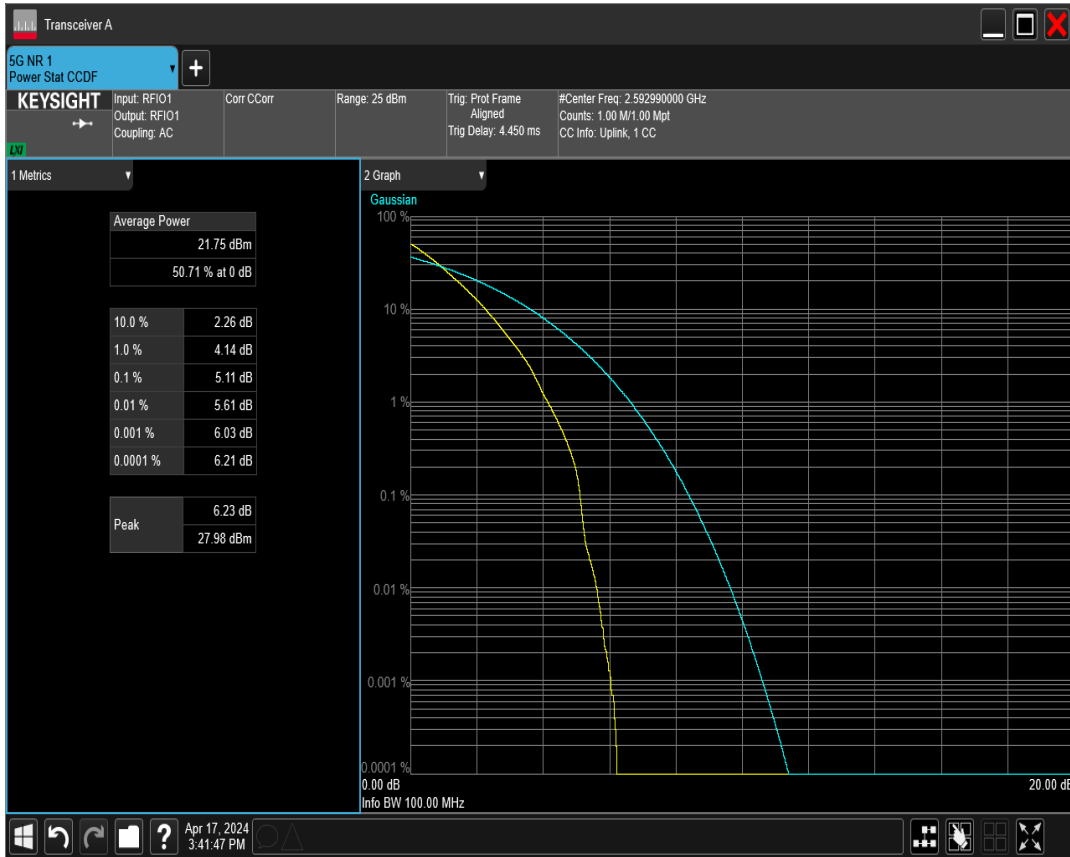 Transceiver A
5G NR 1
Power Stat CCDF
+
KEYSIGHT
LXI
Input: RFIO1
Output: RFIO1
Coupling: AC
Corr CCorr
Range: 25 dBm
Trig: Prot Frame
Aligned
Trig Delay: 4.450 ms
#Center Freq: 2.592990000 GHz
Counts: 1.00 M/1.00 Mpt
CC Info: Uplink, 1 CC
1 Metrics
Average Power
21.75 dBm
50.71 % at 0 dB
10.0 % 2.26 dB
1.0 % 4.14 dB
0.1 % 5.11 dB
0.01 % 5.61 dB
0.001 % 6.03 dB
0.0001 % 6.21 dB
Peak 6.23 dB
27.98 dBm
2 Graph
Gaussian
100 %
10 %
1 %
0.1 %
0.01 %
0.001 %
0.0001 %
0.00 dB 20.00 dB
Info BW 100.00 MHz
?
Apr 17, 2024
3:41:47 PM